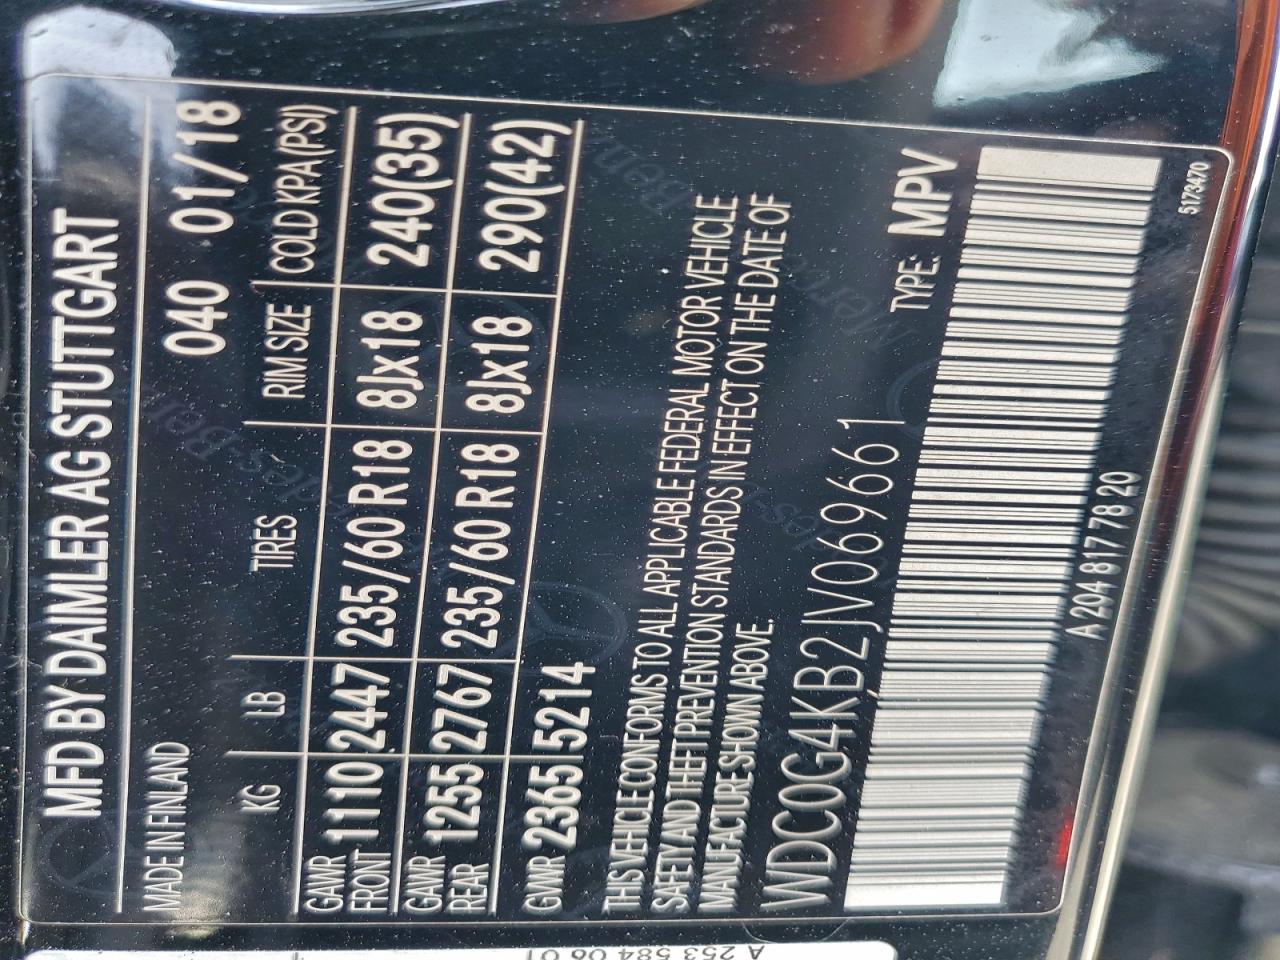 MFD BY DAIMLER AG STUTTGART
MADE IN FINLAND 040 01/18
KG LB TIRES RIM SIZE COLD KPA (PSI)
GAWR FRONT 1110 2447 235/60 R18 8Jx18 240(35)
GAWR REAR 1255 2767 235/60 R18 8Jx18 290(42)
GVWR 2365 5214
THIS VEHICLE CONFORMS TO ALL APPLICABLE FEDERAL MOTOR VEHICLE
SAFETY AND THEFT PREVENTION STANDARDS IN EFFECT ON THE DATE OF
MANUFACTURE SHOWN ABOVE.
WDC0G4KB2JV069661 TYPE: MPV
A 204 817 78 20 5173470
A 253 584 06 01